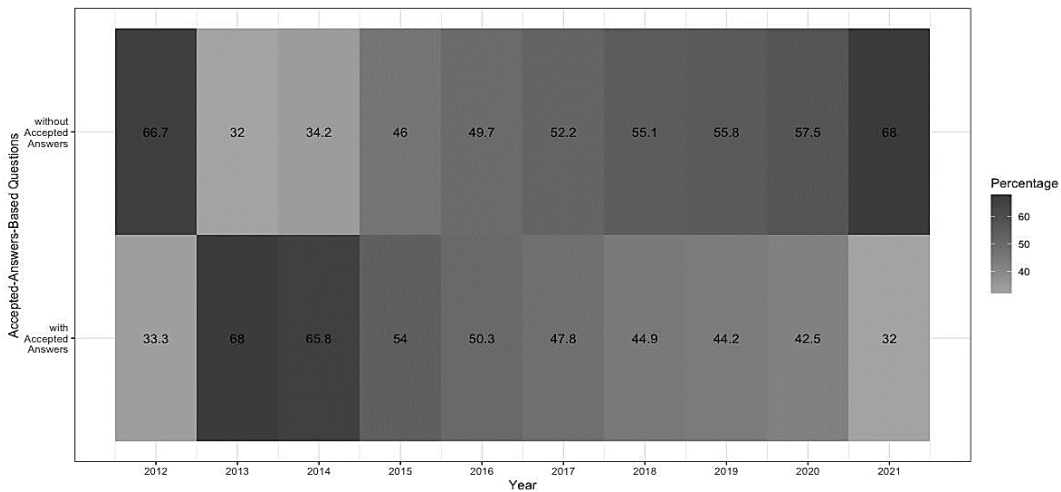 Accepted-Answers-Based Questions
without
Accepted
Answers
66.7 32 34.2 46 49.7 52.2 55.1 55.8 57.5 68
with
Accepted
Answers
33.3 68 65.8 54 50.3 47.8 44.9 44.2 42.5 32
2012 2013 2014 2015 2016 2017 2018 2019 2020 2021
Year
Percentage
60
50
40